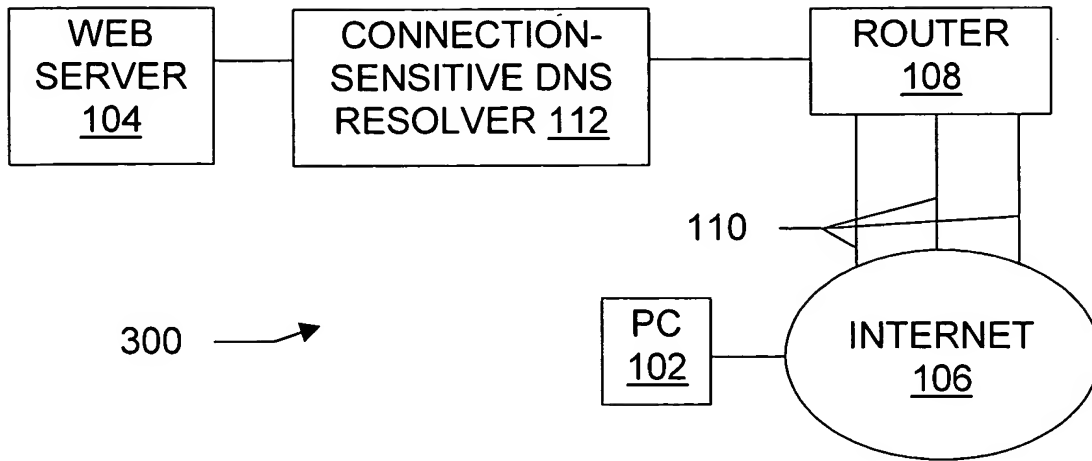 WEB
SERVER
104
CONNECTION-
SENSITIVE DNS
RESOLVER 112
ROUTER
108
110
300
PC
102
INTERNET
106